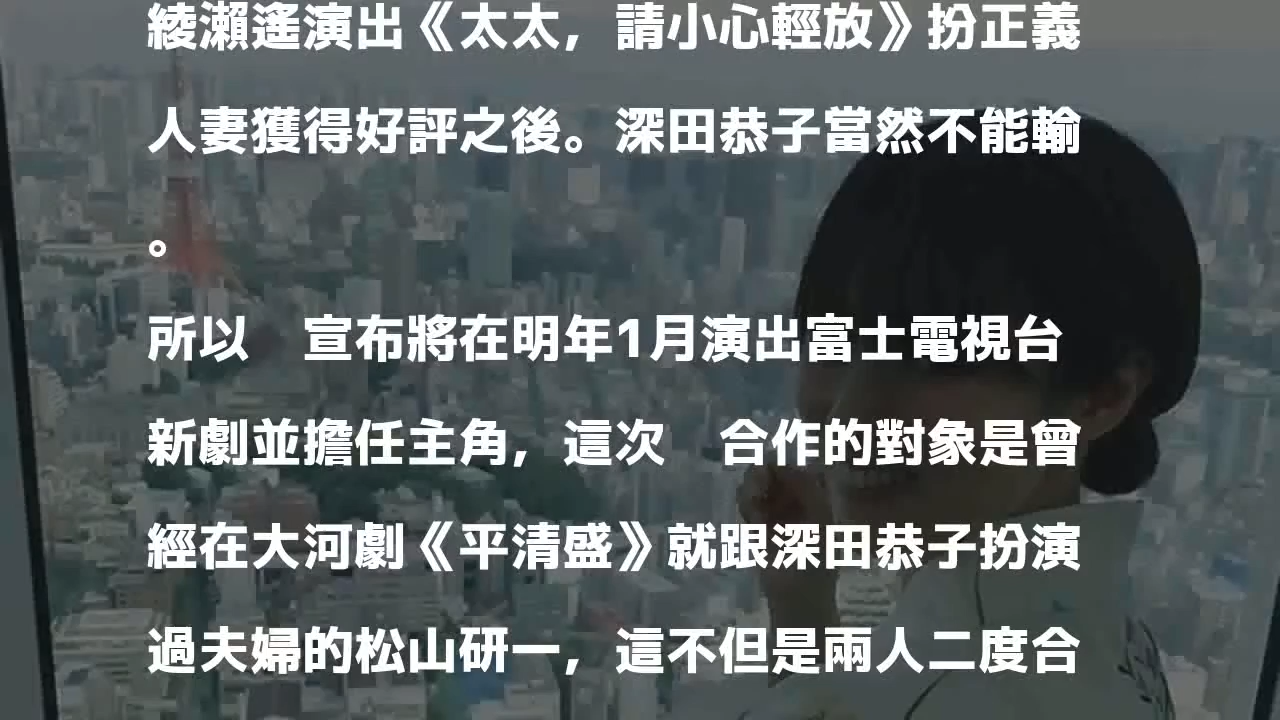 綾瀨遙演出《太太，請小心輕放》扮正義
人妻獲得好評之後。深田恭子當然不能輸
。
所以　宣布將在明年1月演出富士電視台
新劇並擔任主角，這次　合作的對象是曾
經在大河劇《平清盛》就跟深田恭子扮演
過夫婦的松山研一，這不但是兩人二度合